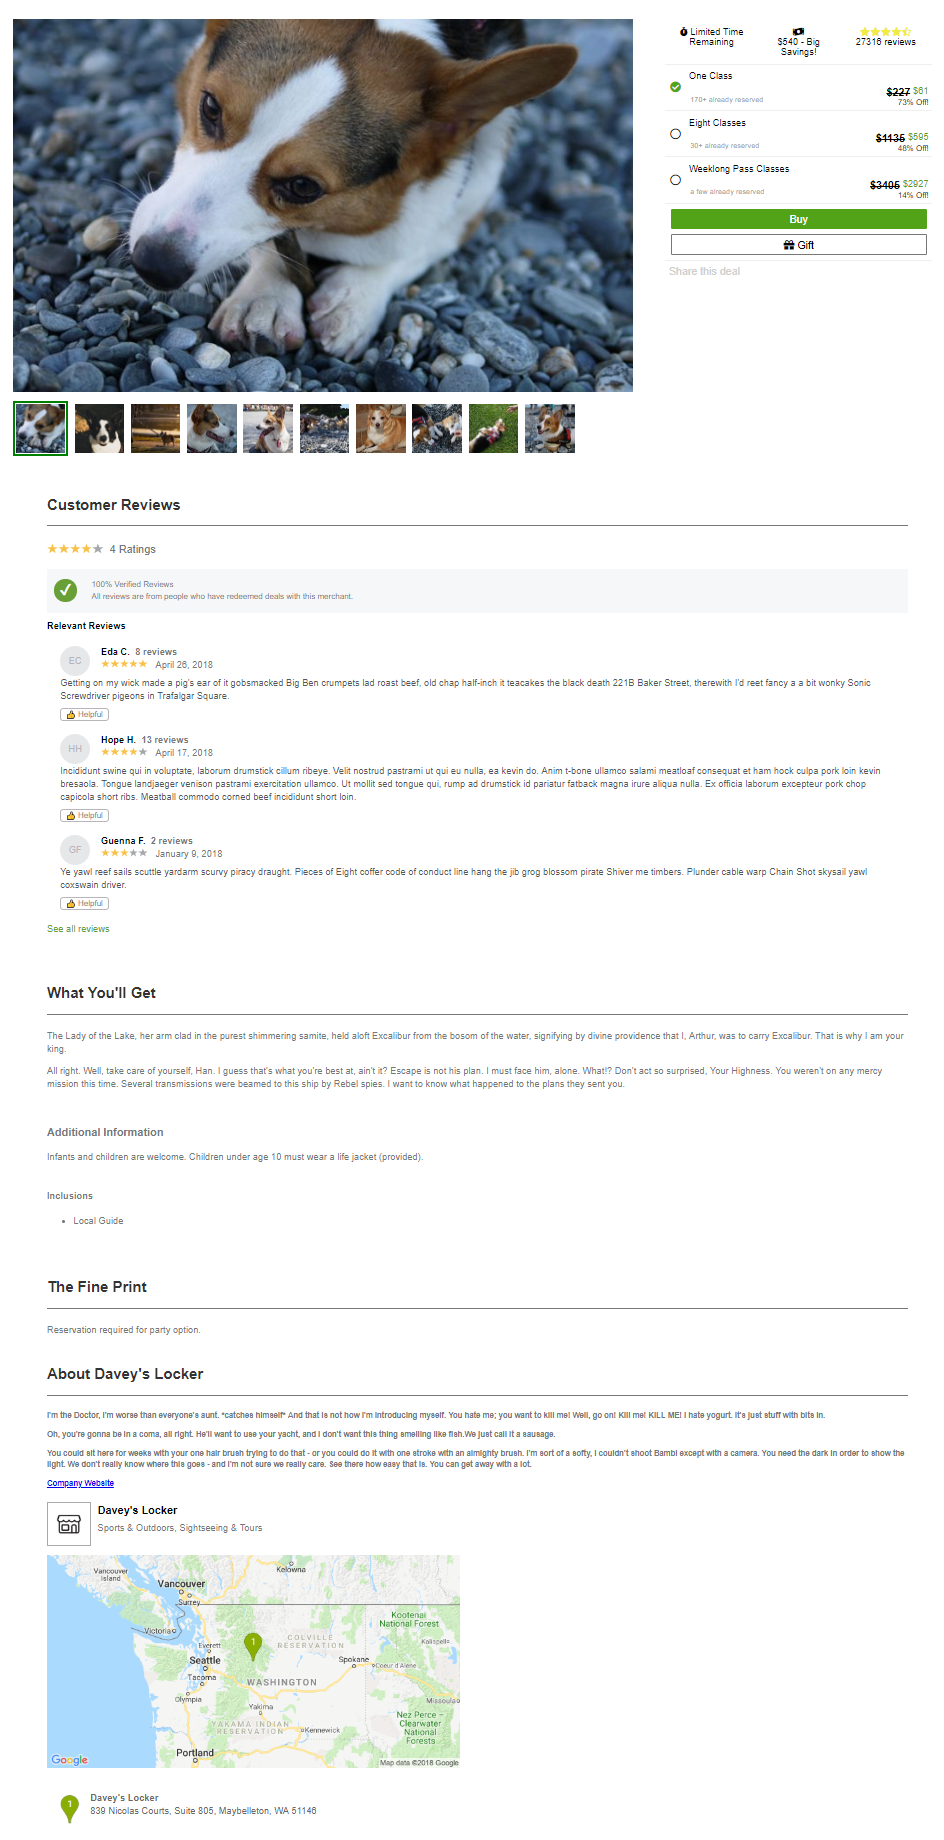 Limited Time
Remaining
$540 - Big
Savings!
27316 reviews
One Class
170+ already reserved
$227 $61
73% Off!
Eight Classes
30+ already reserved
$1135 $595
48% Off!
Weeklong Pass Classes
a few already reserved
$3405 $2927
14% Off!
Buy
Gift
Share this deal
Customer Reviews
4 Ratings
100% Verified Reviews
All reviews are from people who have redeemed deals with this merchant.
Relevant Reviews
EC
Eda C. 8 reviews
April 26, 2018
Getting on my wick made a pig's ear of it gobsmacked Big Ben crumpets lad roast beef, old chap half-inch it teacakes the black death 221B Baker Street, therewith I'd reet fancy a a bit wonky Sonic
Screwdriver pigeons in Trafalgar Square.
Helpful
HH
Hope H. 13 reviews
April 17, 2018
Incididunt swine qui in voluptate, laborum drumstick cillum ribeye. Velit nostrud pastrami ut qui eu nulla, ea kevin do. Anim t-bone ullamco salami meatloaf consequat et ham hock culpa pork loin kevin
bresaola. Tongue landjaeger venison pastrami exercitation ullamco. Ut mollit sed tongue qui, rump ad drumstick id pariatur fatback magna irure aliqua nulla. Ex officia laborum excepteur pork chop
capicola short ribs. Meatball commodo corned beef incididunt short loin.
Helpful
GF
Guenna F. 2 reviews
January 9, 2018
Ye yawl reef sails scuttle yardarm scurvy piracy draught. Pieces of Eight coffer code of conduct line hang the jib grog blossom pirate Shiver me timbers. Plunder cable warp Chain Shot skysail yawl
coxswain driver.
Helpful
See all reviews
What You'll Get
The Lady of the Lake, her arm clad in the purest shimmering samite, held aloft Excalibur from the bosom of the water, signifying by divine providence that I, Arthur, was to carry Excalibur. That is why I am your
king.
All right. Well, take care of yourself, Han. I guess that's what you're best at, ain't it? Escape is not his plan. I must face him, alone. What!? Don't act so surprised, Your Highness. You weren't on any mercy
mission this time. Several transmissions were beamed to this ship by Rebel spies. I want to know what happened to the plans they sent you.
Additional Information
Infants and children are welcome. Children under age 10 must wear a life jacket (provided).
Inclusions
• Local Guide
The Fine Print
Reservation required for party option.
About Davey's Locker
I'm the Doctor, I'm worse than everyone's aunt. *catches himself* And that is not how I'm introducing myself. You hate me; you want to kill me! Well, go on! Kill me! KILL ME! I hate yogurt. It's just stuff with bits in.
Oh, you're gonna be in a coma, all right. He'll want to use your yacht, and I don't want this thing smelling like fish.We just call it a sausage.
You could sit here for weeks with your one hair brush trying to do that - or you could do it with one stroke with an almighty brush. I'm sort of a softy, I couldn't shoot Bambi except with a camera. You need the dark in order to show the
light. We don't really know where this goes - and I'm not sure we really care. See there how easy that is. You can get away with a lot.
Company Website
Davey's Locker
Sports & Outdoors, Sightseeing & Tours
Vancouver
Island
Vancouver
Surrey
Kelowna
Victoria
Everett
Seattle
Tacoma
Olympia
1
COLVILLE
RESERVATION
Kootenai
National Forest
Kalispell
Spokane
Coeur d'Alene
WASHINGTON
Missoula
Yakima
YAKAMA INDIAN
RESERVATION
Kennewick
Nez Perce –
Clearwater
National
Forests
Portland
Google
Map data ©2018 Google
1
Davey's Locker
839 Nicolas Courts, Suite 805, Maybelleton, WA 51146